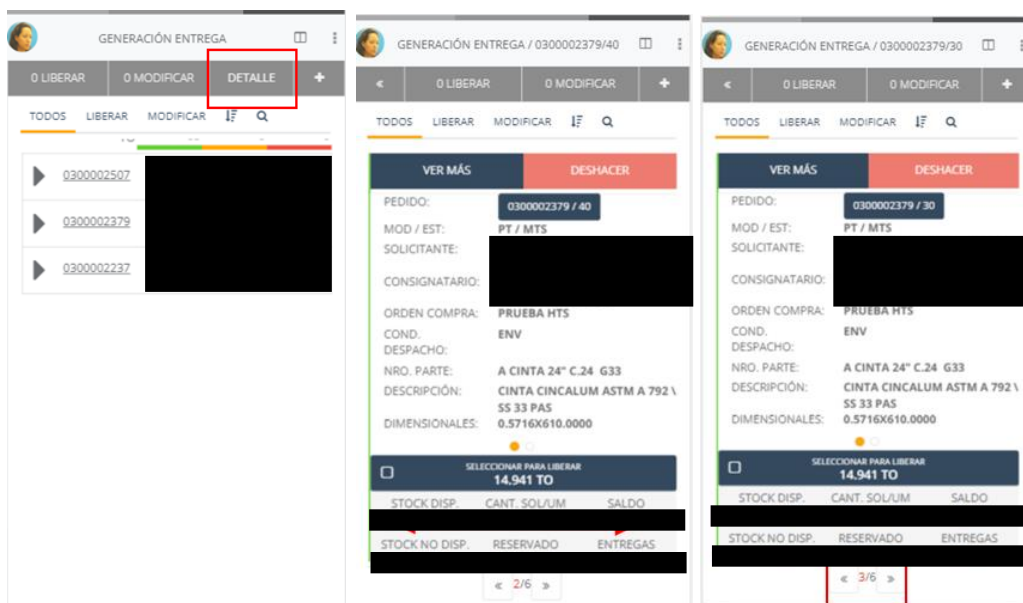 GENERACIÓN ENTREGA
0 LIBERAR 0 MODIFICAR DETALLE +
TODOS LIBERAR MODIFICAR
0300002507
0300002379
0300002237
GENERACIÓN ENTREGA / 0300002379/40
« 0 LIBERAR 0 MODIFICAR +
TODOS LIBERAR MODIFICAR
VER MÁS DESHACER
PEDIDO: 0300002379 / 40
MOD / EST: PT / MTS
SOLICITANTE:
CONSIGNATARIO:
ORDEN COMPRA: PRUEBA HTS
COND. ENV
DESPACHO:
NRO. PARTE: A CINTA 24" C.24 G33
DESCRIPCIÓN: CINTA CINCALUM ASTM A 792 \
SS 33 PAS
DIMENSIONALES: 0.5716X610.0000
SELECCIONAR PARA LIBERAR
14.941 TO
STOCK DISP. CANT. SOL/UM SALDO
STOCK NO DISP. RESERVADO ENTREGAS
« 2/6 »
GENERACIÓN ENTREGA / 0300002379/30
« 0 LIBERAR 0 MODIFICAR +
TODOS LIBERAR MODIFICAR
VER MÁS DESHACER
PEDIDO: 0300002379 / 30
MOD / EST: PT / MTS
SOLICITANTE:
CONSIGNATARIO:
ORDEN COMPRA: PRUEBA HTS
COND. ENV
DESPACHO:
NRO. PARTE: A CINTA 24" C.24 G33
DESCRIPCIÓN: CINTA CINCALUM ASTM A 792 \
SS 33 PAS
DIMENSIONALES: 0.5716X610.0000
SELECCIONAR PARA LIBERAR
14.941 TO
STOCK DISP. CANT. SOL/UM SALDO
STOCK NO DISP. RESERVADO ENTREGAS
« 3/6 »